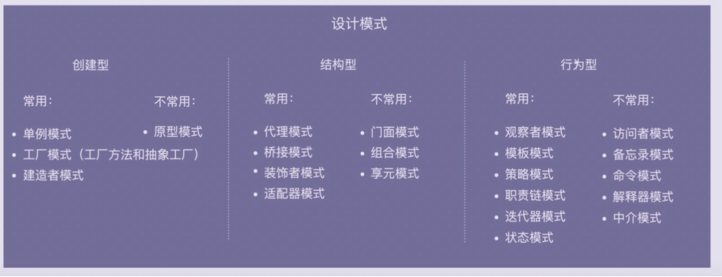 设计模式
创建型
常用：
单例模式
工厂模式（工厂方法和抽象工厂）
建造者模式
不常用：
原型模式
结构型
常用：
代理模式
桥接模式
装饰者模式
适配器模式
不常用：
门面模式
组合模式
享元模式
行为型
常用：
观察者模式
模板模式
策略模式
职责链模式
迭代器模式
状态模式
不常用：
访问者模式
备忘录模式
命令模式
解释器模式
中介模式